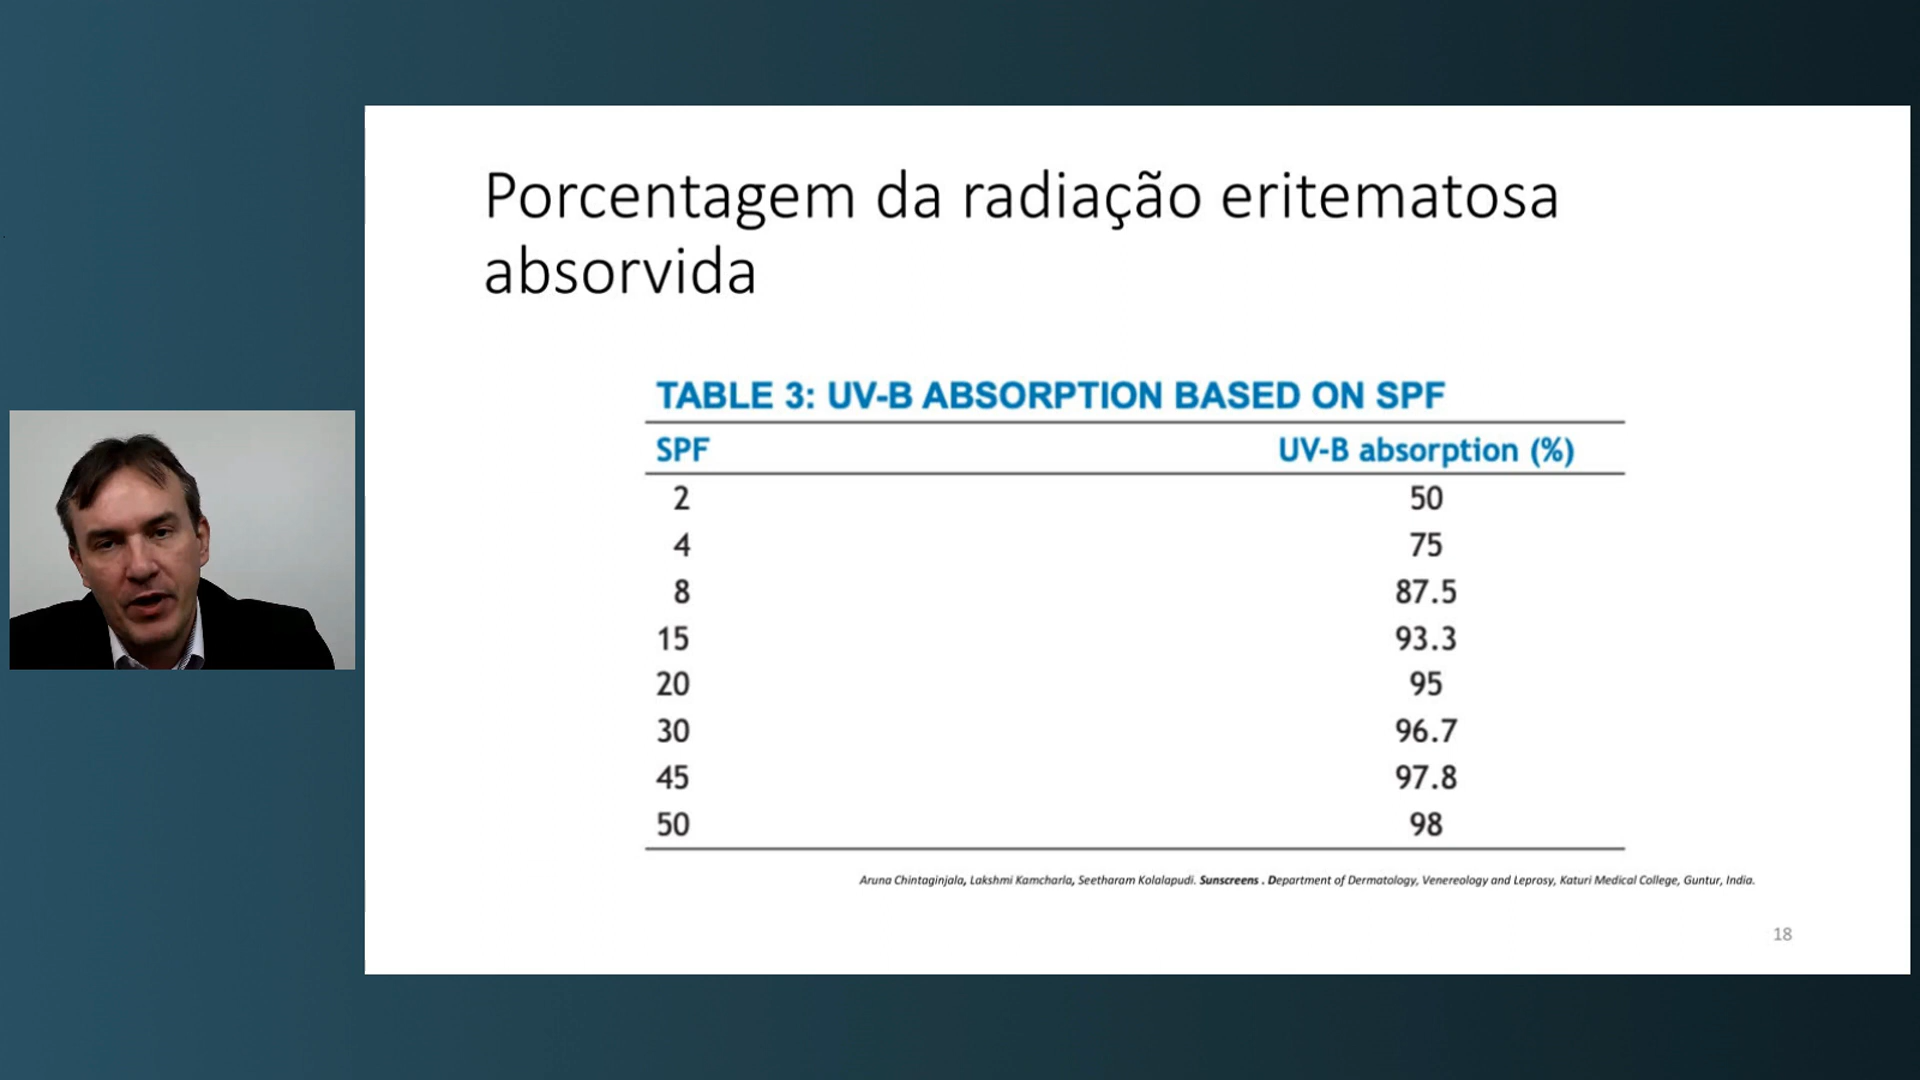 Porcentagem da radiação eritematosa
absorvida
TABLE 3: UV-B ABSORPTION BASED ON SPF
SPF UV-B absorption (%)
2 50
4 75
8 87.5
15 93.3
20 95
30 96.7
45 97.8
50 98
Aruna Chintaginjala, Lakshmi Kamcharla, Seetharam Kolalapudi. Sunscreens . Department of Dermatology, Venereology and Leprosy, Katuri Medical College, Guntur, India.
18